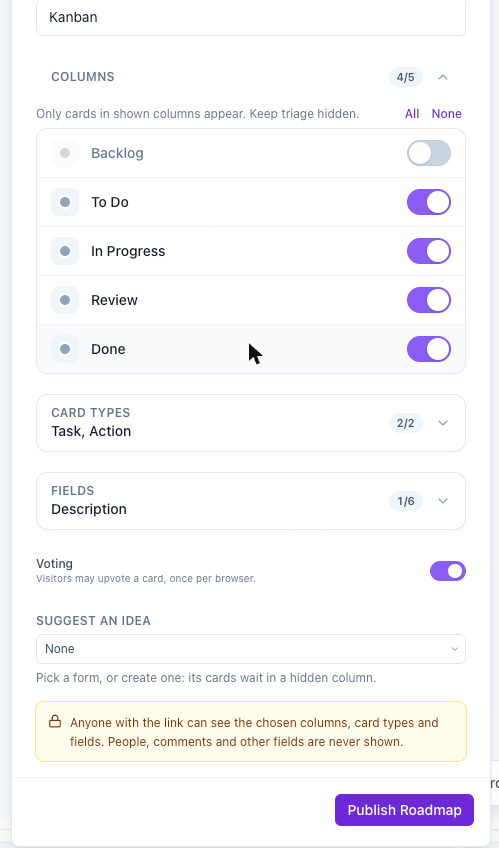 Kanban
COLUMNS 4/5
Only cards in shown columns appear. Keep triage hidden. All None
Backlog
To Do
In Progress
Review
Done
CARD TYPES
Task, Action
2/2
FIELDS
Description
1/6
Voting
Visitors may upvote a card, once per browser.
SUGGEST AN IDEA
None
Pick a form, or create one: its cards wait in a hidden column.
Anyone with the link can see the chosen columns, card types and
fields. People, comments and other fields are never shown.
Publish Roadmap